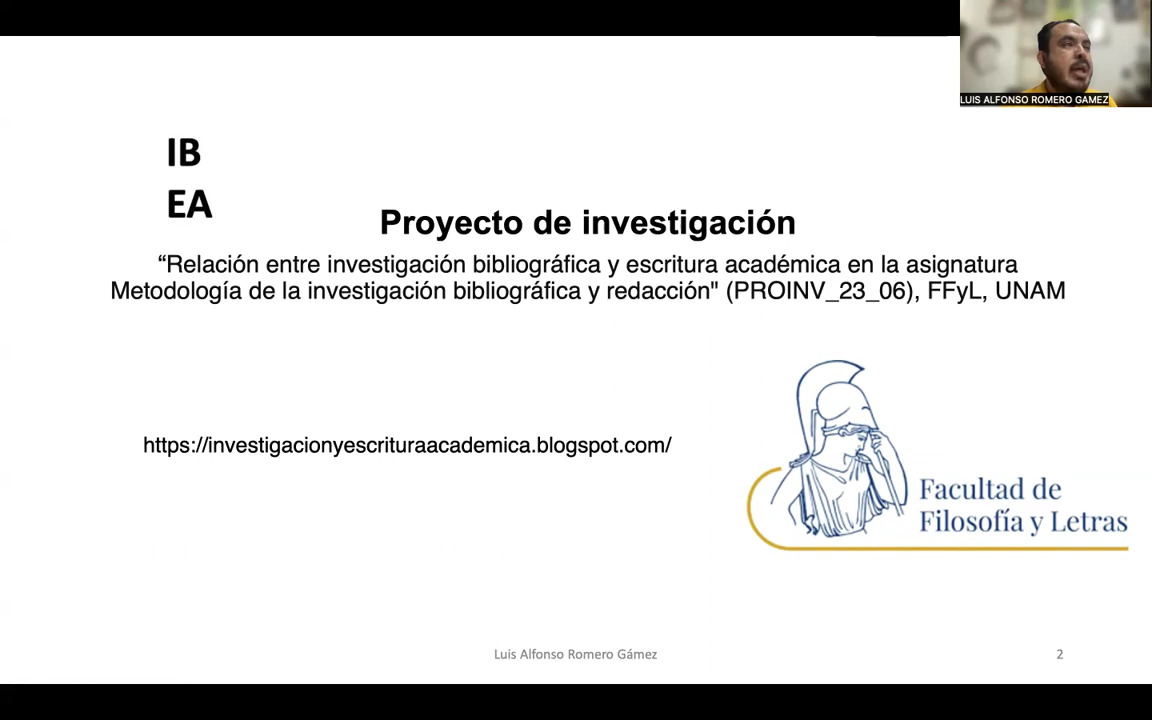 LUIS ALFONSO ROMERO GAMEZ
IB
EA
Proyecto de investigación
“Relación entre investigación bibliográfica y escritura académica en la asignatura
Metodología de la investigación bibliográfica y redacción" (PROINV_23_06), FFyL, UNAM
https://investigacionyescrituraacademica.blogspot.com/
Facultad de
Filosofía y Letras
Luis Alfonso Romero Gámez
2